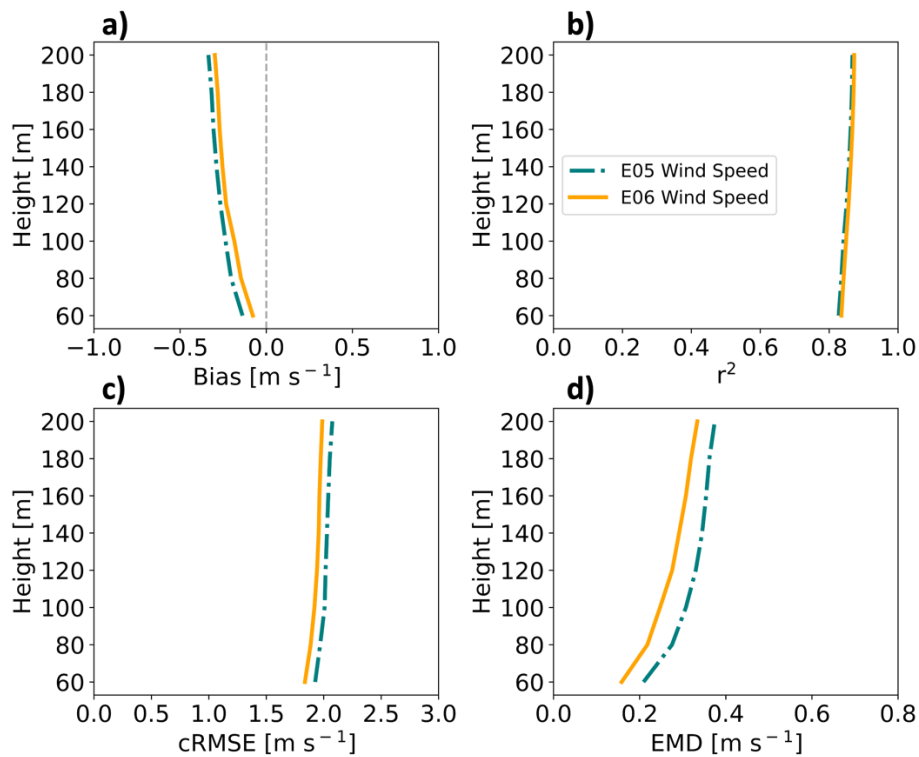 a)
200
180
160
140
120
100
80
60
Height [m]
−1.0 −0.5 0.0 0.5 1.0
Bias [m s⁻¹]
b)
200
180
160
140
120
100
80
60
Height [m]
E05 Wind Speed
E06 Wind Speed
0.0 0.2 0.4 0.6 0.8 1.0
r²
c)
200
180
160
140
120
100
80
60
Height [m]
0.0 0.5 1.0 1.5 2.0 2.5 3.0
cRMSE [m s⁻¹]
d)
200
180
160
140
120
100
80
60
Height [m]
0.0 0.2 0.4 0.6 0.8
EMD [m s⁻¹]